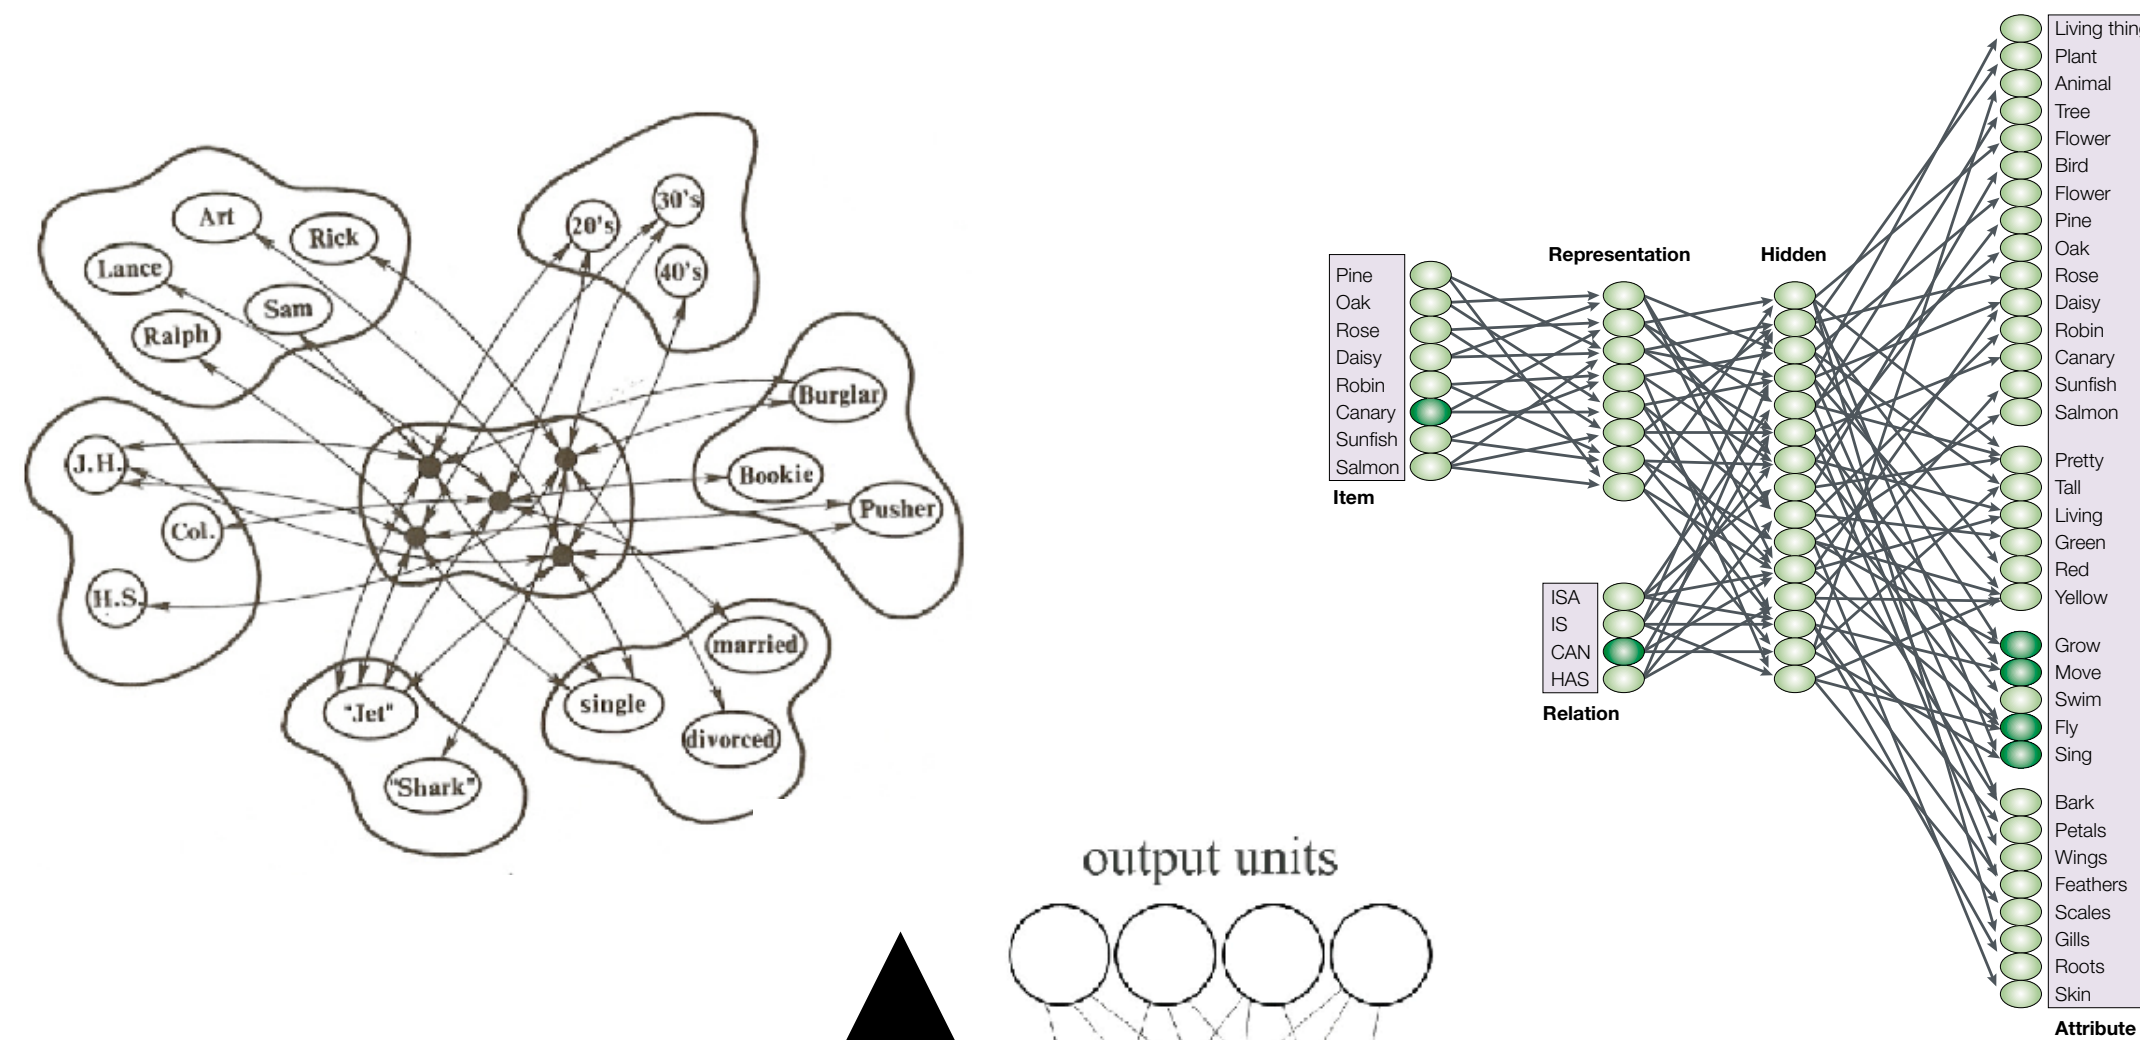 Art
Rick
Lance
Sam
Ralph
20's
30's
40's
Burglar
Bookie
Pusher
J.H.
Col.
H.S.
"Jet"
"Shark"
married
single
divorced
output units
Representation
Hidden
Pine
Oak
Rose
Daisy
Robin
Canary
Sunfish
Salmon
Item
ISA
IS
CAN
HAS
Relation
Living thin
Plant
Animal
Tree
Flower
Bird
Flower
Pine
Oak
Rose
Daisy
Robin
Canary
Sunfish
Salmon
Pretty
Tall
Living
Green
Red
Yellow
Grow
Move
Swim
Fly
Sing
Bark
Petals
Wings
Feathers
Scales
Gills
Roots
Skin
Attribute